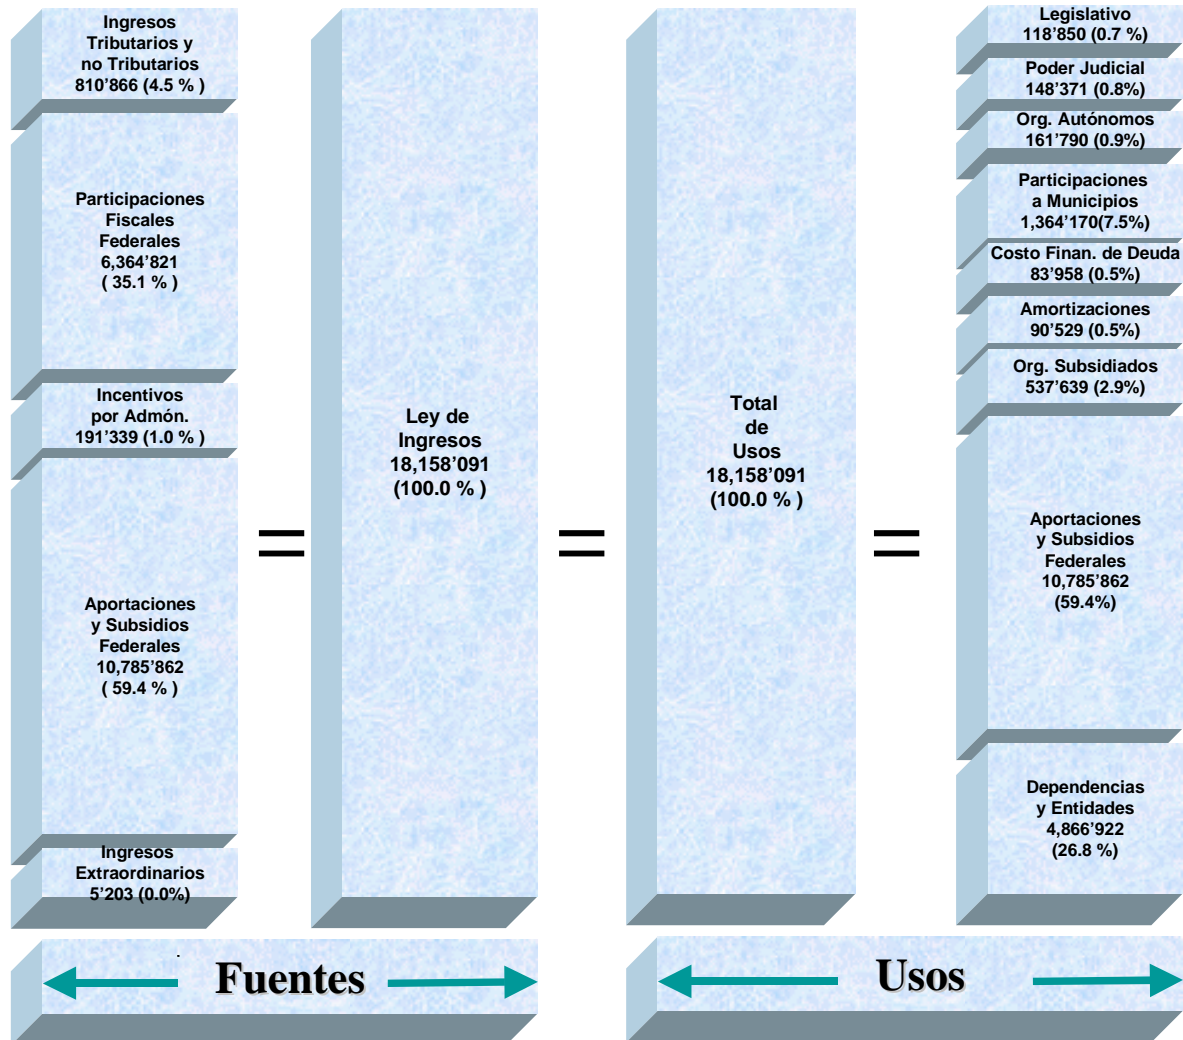 Ingresos
Tributarios y
no Tributarios
810’866 (4.5 % )
Participaciones
Fiscales
Federales
6,364’821
( 35.1 % )
Incentivos
por Admón.
191’339 (1.0 % )
Aportaciones
y Subsidios
Federales
10,785’862
( 59.4 % )
Ingresos
Extraordinarios
5’203 (0.0%)
=
Ley de
Ingresos
18,158’091
(100.0 % )
=
Total
de
Usos
18,158’091
(100.0 % )
=
Legislativo
118’850 (0.7 %)
Poder Judicial
148’371 (0.8%)
Org. Autónomos
161’790 (0.9%)
Participaciones
a Municipios
1,364’170(7.5%)
Costo Finan. de Deuda
83’958 (0.5%)
Amortizaciones
90’529 (0.5%)
Org. Subsidiados
537’639 (2.9%)
Aportaciones
y Subsidios
Federales
10,785’862
(59.4%)
Dependencias
y Entidades
4,866’922
(26.8 %)
Fuentes
Usos